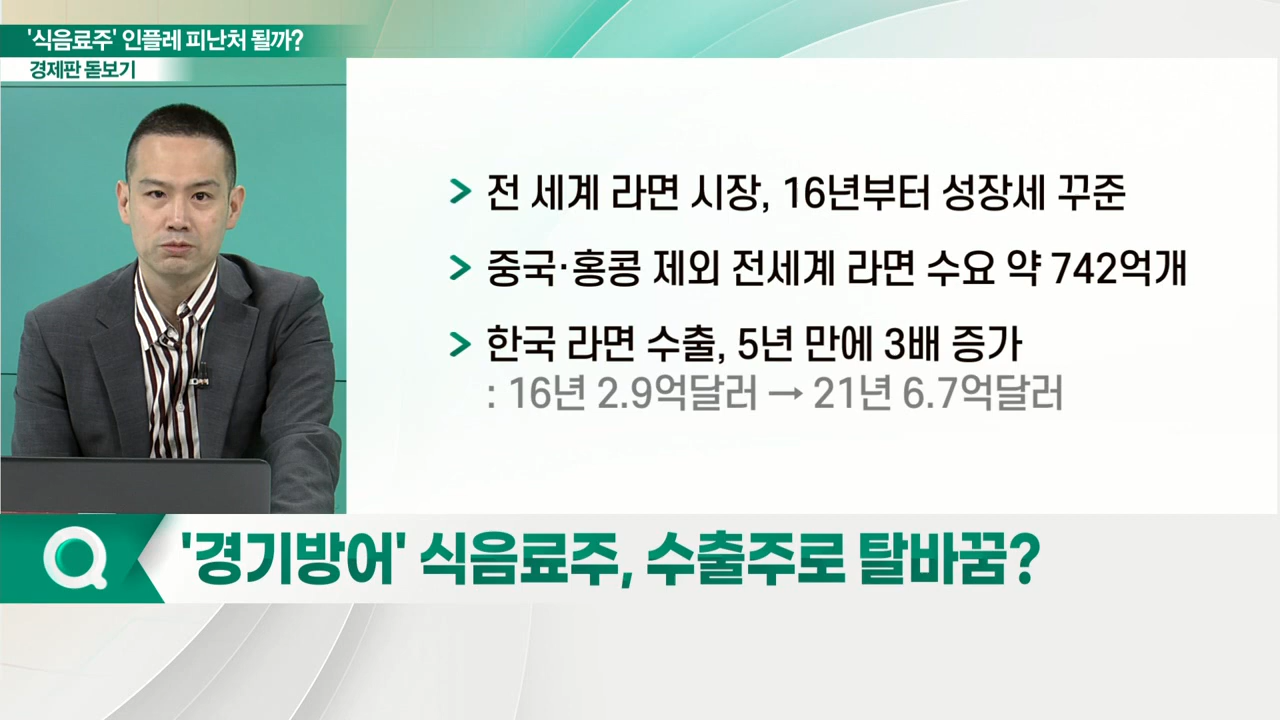 '식음료주' 인플레 피난처 될까?
경제판 돋보기
> 전 세계 라면 시장, 16년부터 성장세 꾸준
> 중국·홍콩 제외 전세계 라면 수요 약 742억개
> 한국 라면 수출, 5년 만에 3배 증가
: 16년 2.9억달러 → 21년 6.7억달러
Q '경기방어' 식음료주, 수출주로 탈바꿈?